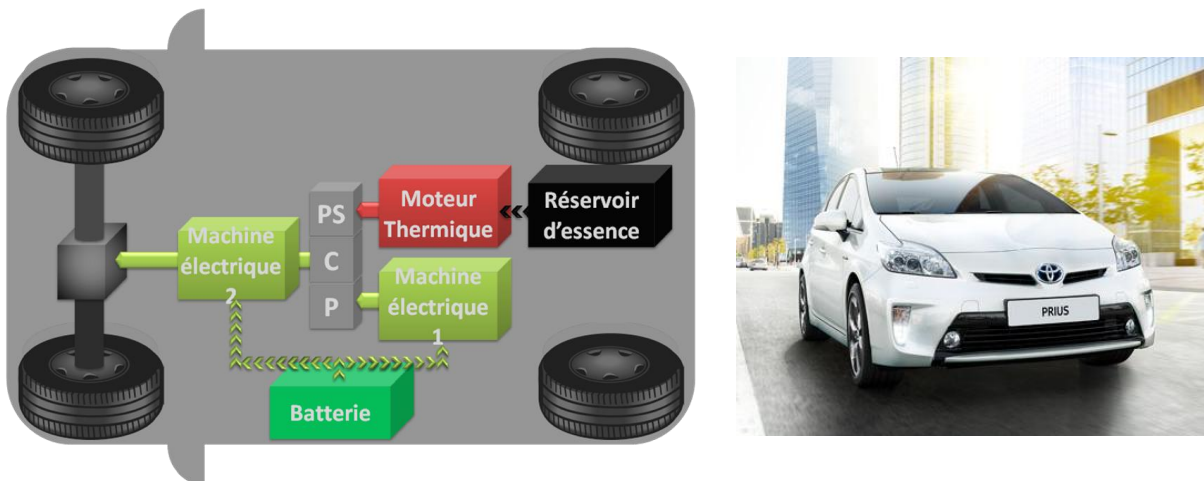 PS
C
P
Moteur
Thermique
Réservoir
d'essence
Machine
électrique
2
Machine
électrique
1
Batterie
PRIUS